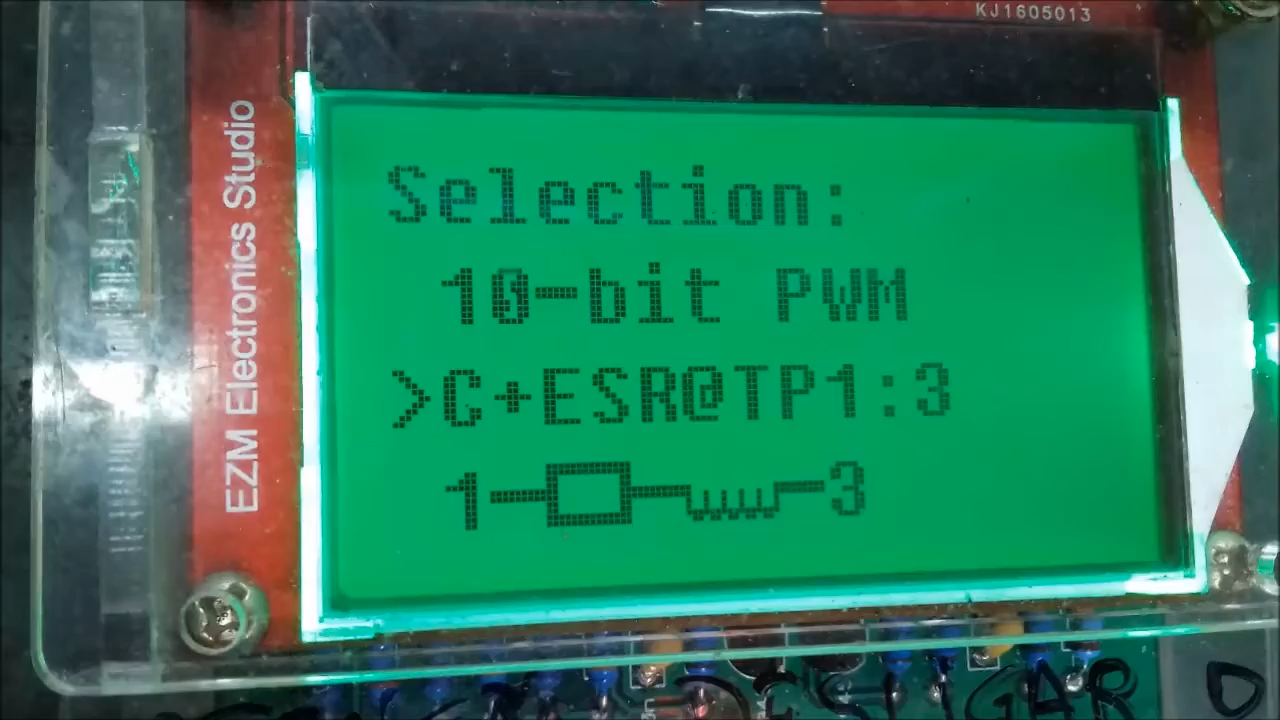 KJ1605013
EZM Electronics Studio
Selection:
10-bit PWM
>C+ESR@TP1:3
1 3